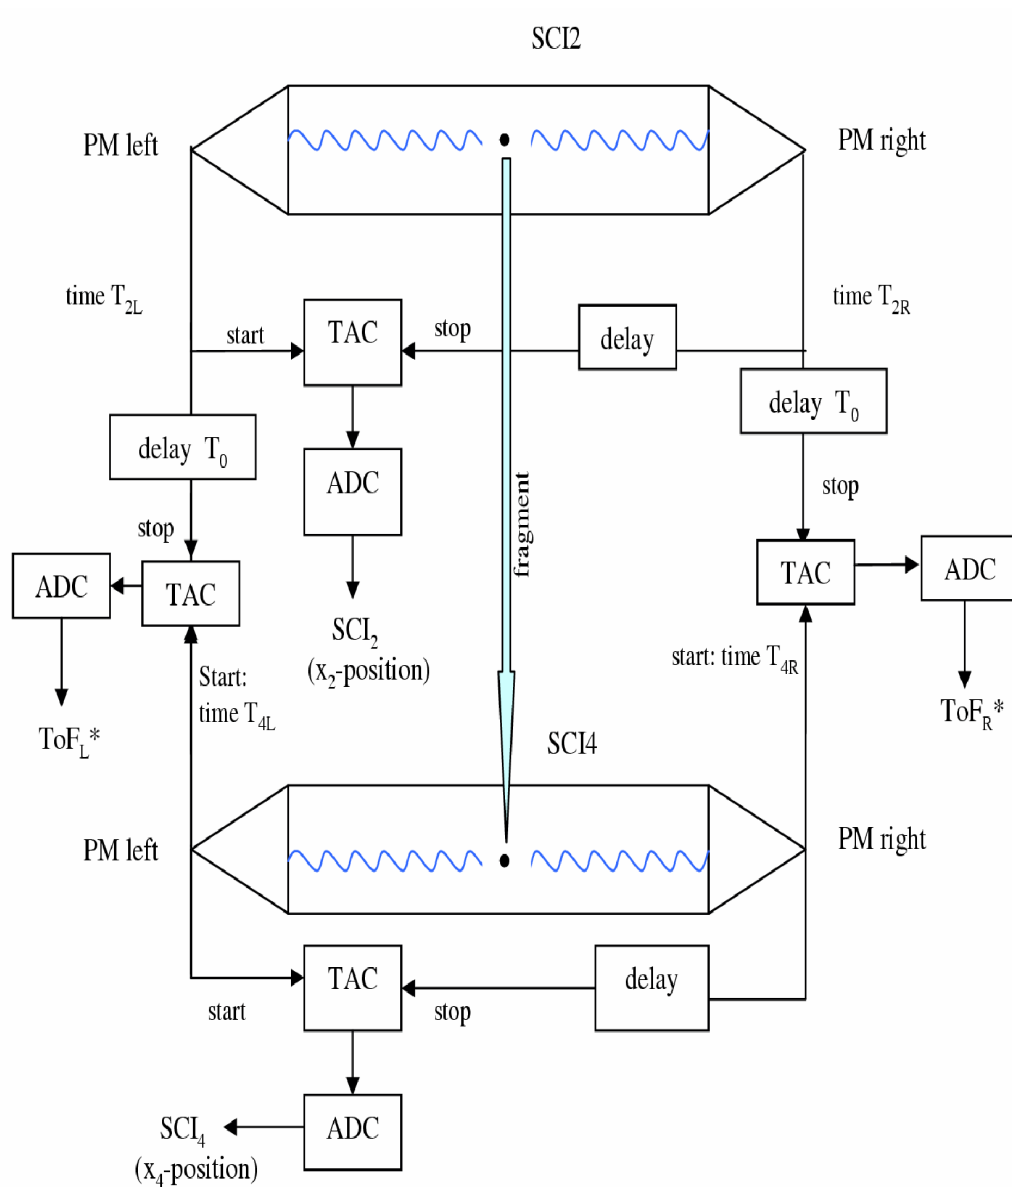 SCI2
PM left
PM right
time T2L
time T2R
start
TAC
stop
delay
delay T0
delay T0
ADC
fragment
stop
stop
ADC
TAC
TAC
ADC
SCI2
(x2-position)
Start:
time T4L
start: time T4R
ToFL*
ToFR*
SCI4
PM left
PM right
TAC
delay
start
stop
SCI4
(x4-position)
ADC